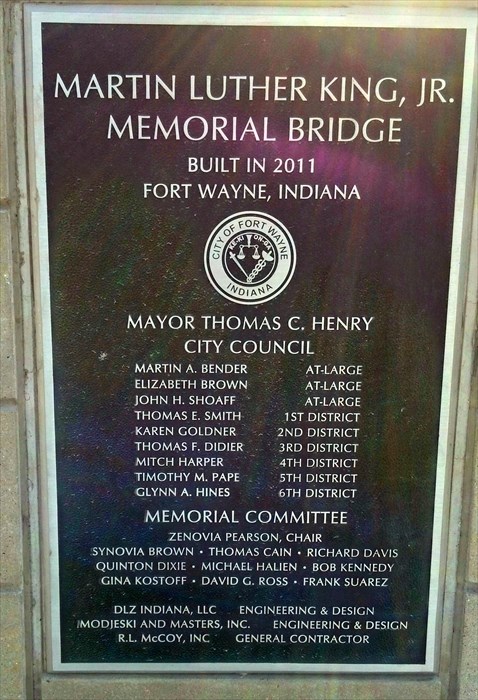 MARTIN LUTHER KING, JR.
MEMORIAL BRIDGE
BUILT IN 2011
FORT WAYNE, INDIANA
CITY OF FORT WAYNE
KE-KI ON-GA
INDIANA
MAYOR THOMAS C. HENRY
CITY COUNCIL
MARTIN A. BENDER AT-LARGE
ELIZABETH BROWN AT-LARGE
JOHN H. SHOAFF AT-LARGE
THOMAS E. SMITH 1ST DISTRICT
KAREN GOLDNER 2ND DISTRICT
THOMAS F. DIDIER 3RD DISTRICT
MITCH HARPER 4TH DISTRICT
TIMOTHY M. PAPE 5TH DISTRICT
GLYNN A. HINES 6TH DISTRICT
MEMORIAL COMMITTEE
ZENOVIA PEARSON, CHAIR
SYNOVIA BROWN • THOMAS CAIN • RICHARD DAVIS
QUINTON DIXIE • MICHAEL HALIEN • BOB KENNEDY
GINA KOSTOFF • DAVID G. ROSS • FRANK SUAREZ
DLZ INDIANA, LLC ENGINEERING & DESIGN
MODJESKI AND MASTERS, INC. ENGINEERING & DESIGN
R.L. McCOY, INC GENERAL CONTRACTOR